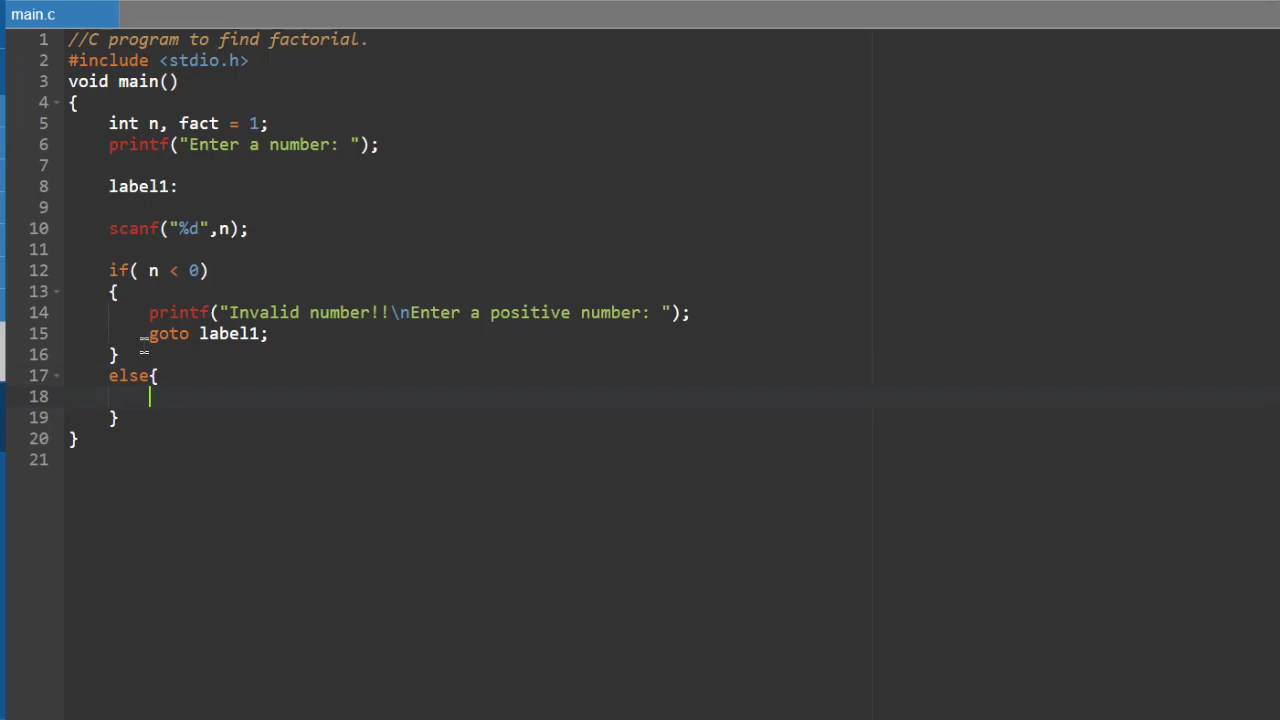 main.c
1 //C program to find factorial.
2 #include <stdio.h>
3 void main()
4 {
5 int n, fact = 1;
6 printf("Enter a number: ");
7
8 label1:
9
10 scanf("%d",n);
11
12 if( n < 0)
13 {
14 printf("Invalid number!!\nEnter a positive number: ");
15 goto label1;
16 }
17 else{
18
19 }
20 }
21